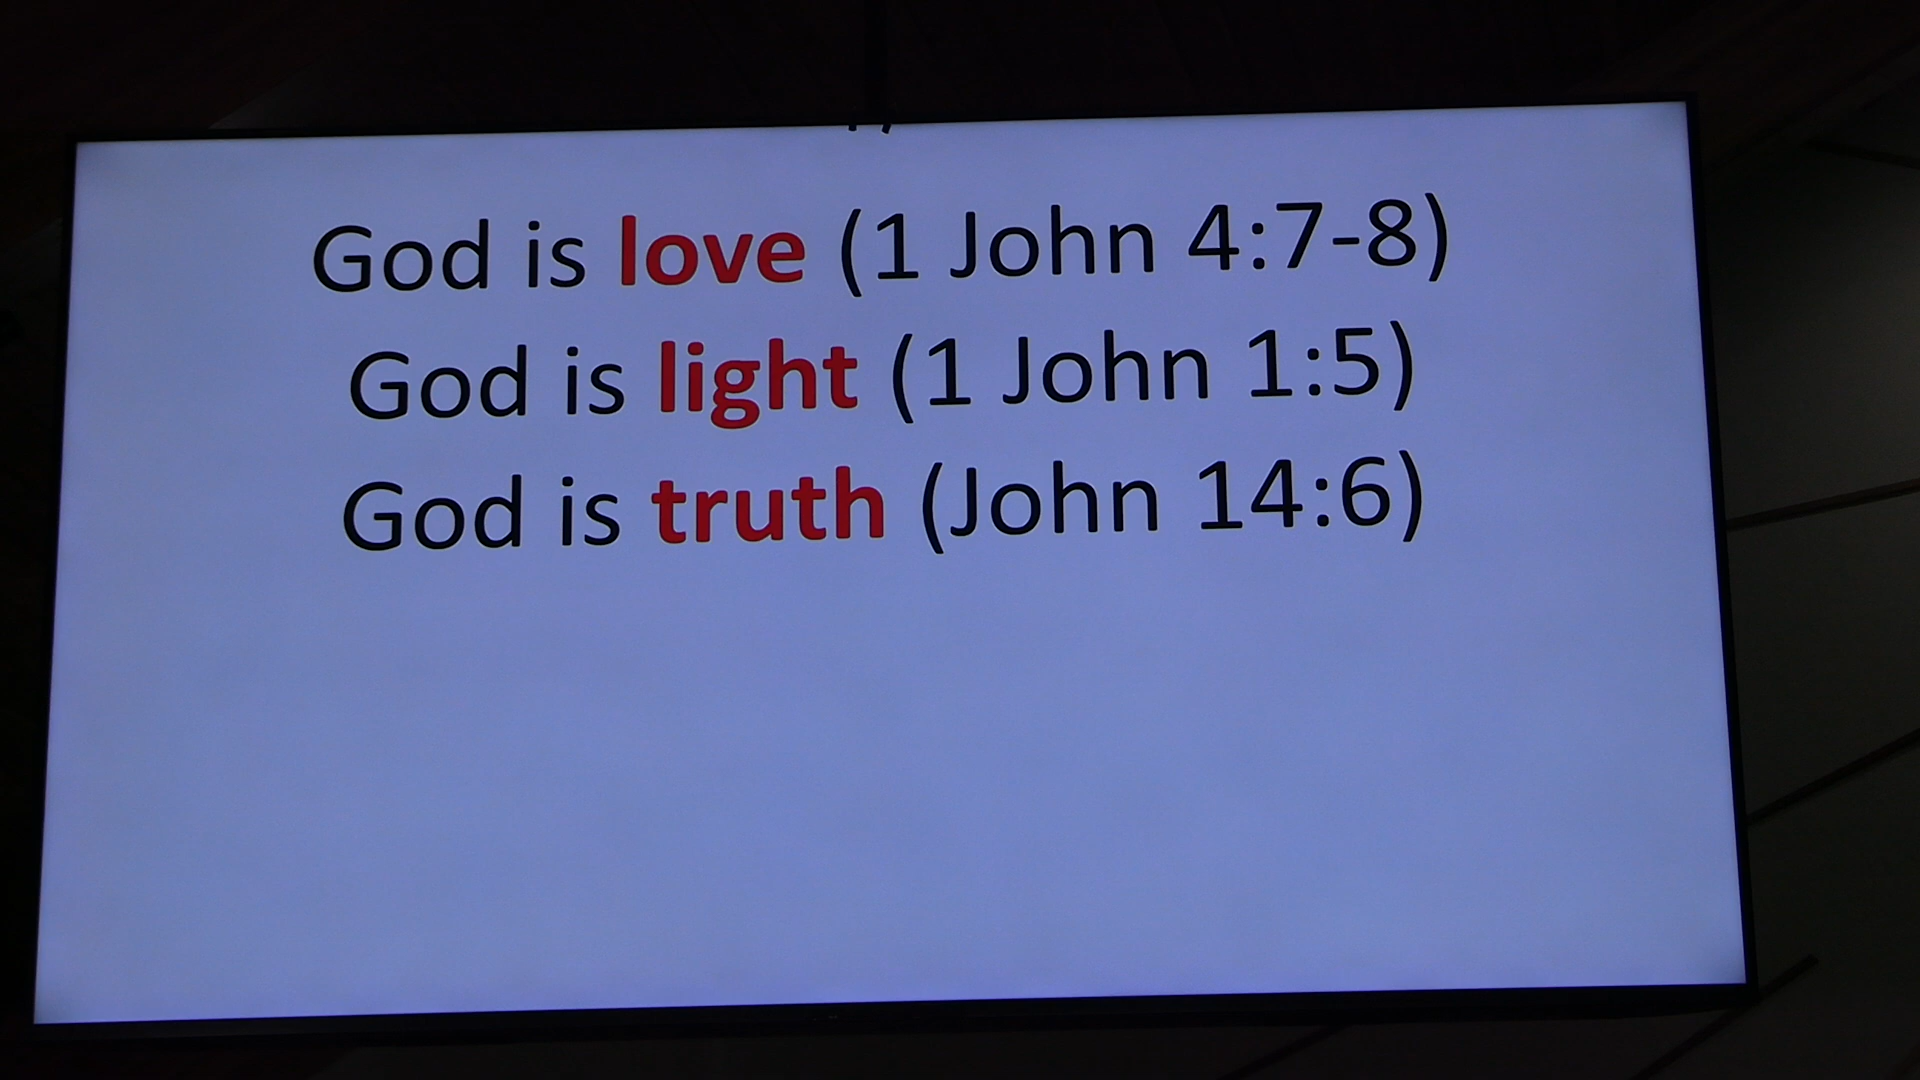 God is love (1 John 4:7-8)
God is light (1 John 1:5)
God is truth (John 14:6)